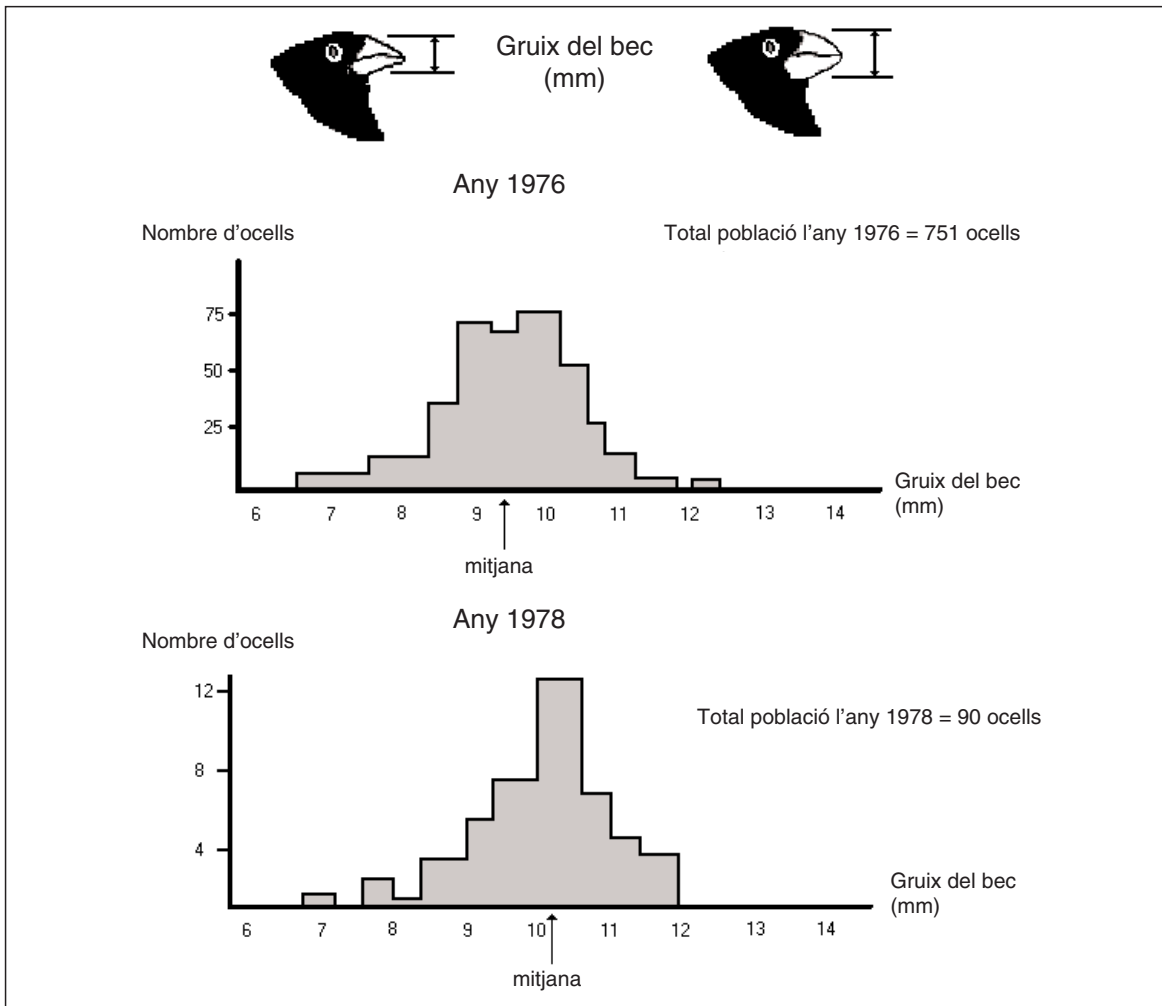 Gruix del bec
(mm)
Any 1976
Nombre d'ocells
Total població l'any 1976 = 751 ocells
75
50
25
Gruix del bec
(mm)
6 7 8 9 10 11 12 13 14
mitjana
Any 1978
Nombre d'ocells
12
Total població l'any 1978 = 90 ocells
8
4
Gruix del bec
(mm)
6 7 8 9 10 11 12 13 14
mitjana